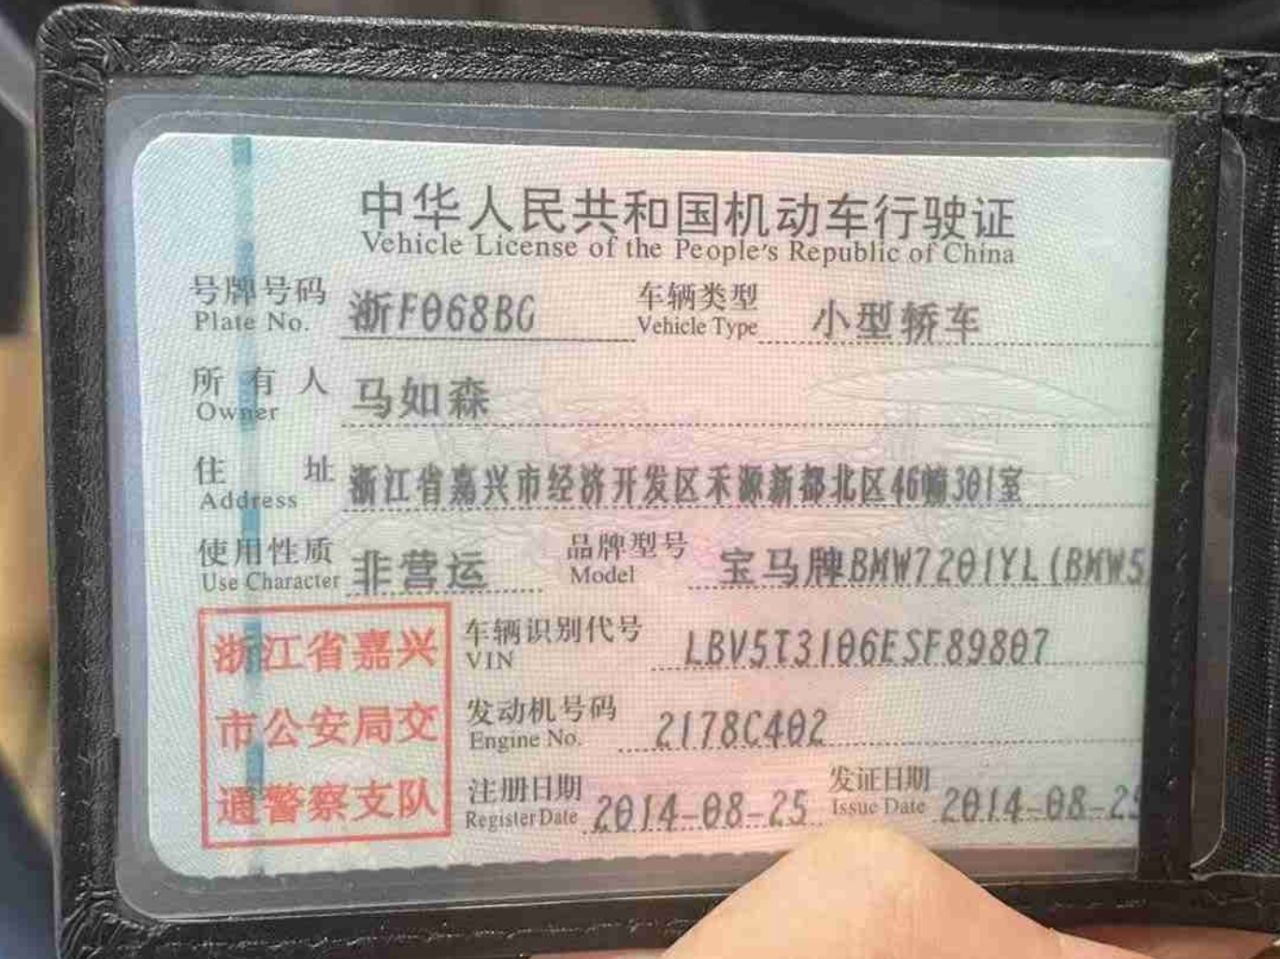 中华人民共和国机动车行驶证
Vehicle License of the People's Republic of China
号牌号码 浙F068BG 车辆类型 小型轿车
Plate No. Vehicle Type
所有人 马如森
Owner
住址 浙江省嘉兴市经济开发区禾源新都北区46幢301室
Address
使用性质 非营运 品牌型号 宝马牌BMW7201YL(BMW5
Use Character Model
浙江省嘉兴
市公安局交
通警察支队
车辆识别代号 LBV5T3106ESF89807
VIN
发动机号码 2178C402
Engine No.
注册日期 2014-08-25 发证日期 2014-08-25
Register Date Issue Date